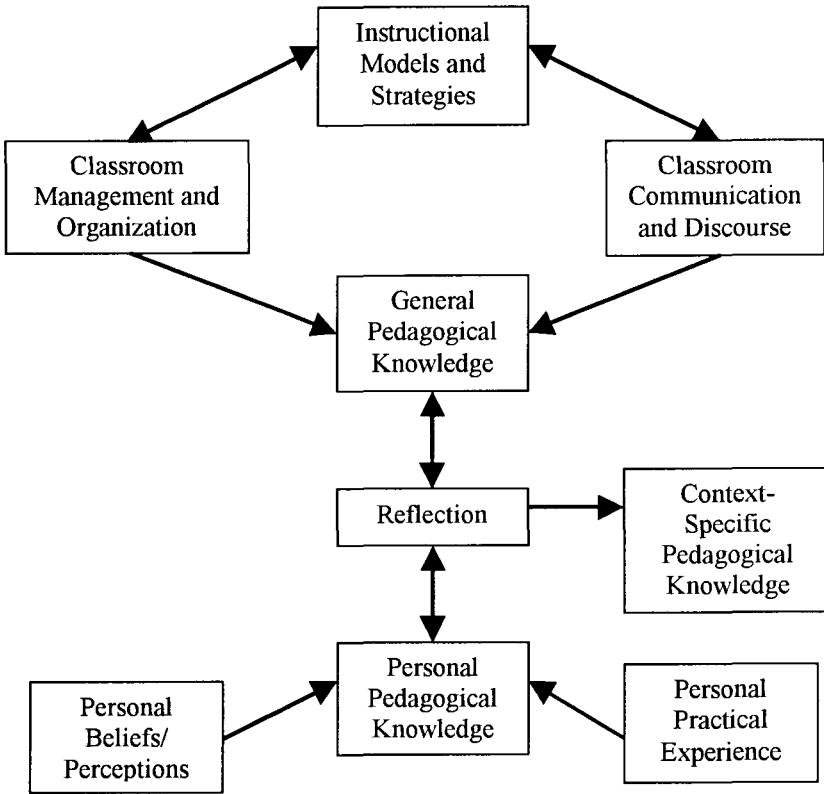 Instructional
Models and
Strategies
Classroom
Management and
Organization
Classroom
Communication
and Discourse
General
Pedagogical
Knowledge
Reflection
Context-
Specific
Pedagogical
Knowledge
Personal
Pedagogical
Knowledge
Personal
Beliefs/
Perceptions
Personal
Practical
Experience